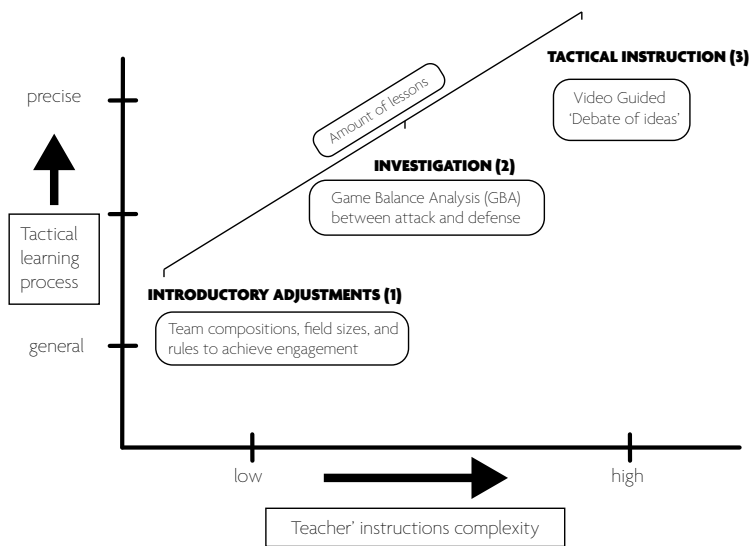 TACTICAL INSTRUCTION (3)
precise
Video Guided
'Debate of ideas'
Amount of lessons
INVESTIGATION (2)
Game Balance Analysis (GBA)
between attack and defense
Tactical
learning
process
INTRODUCTORY ADJUSTMENTS (1)
Team compositions, field sizes, and
rules to achieve engagement
general
low
high
Teacher' instructions complexity